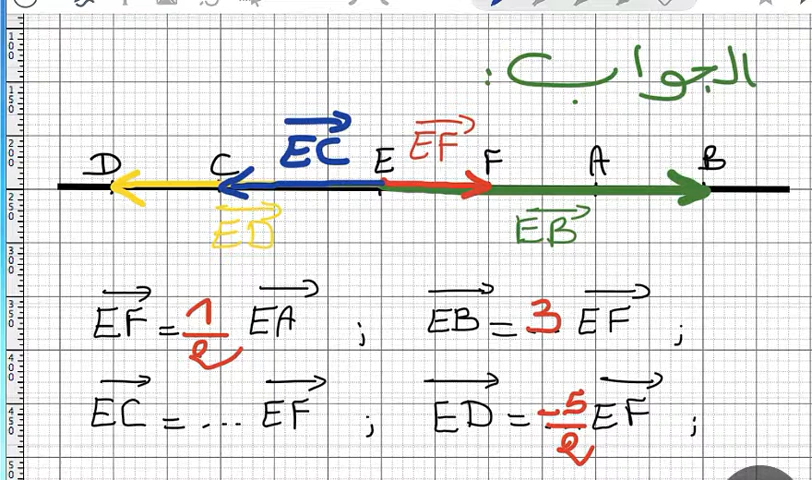 الجواب :
D C EC E EF F A B
ED EB
EF = 1/2 EA ; EB = 3 EF ;
EC = ... EF ; ED = -5/2 EF ;